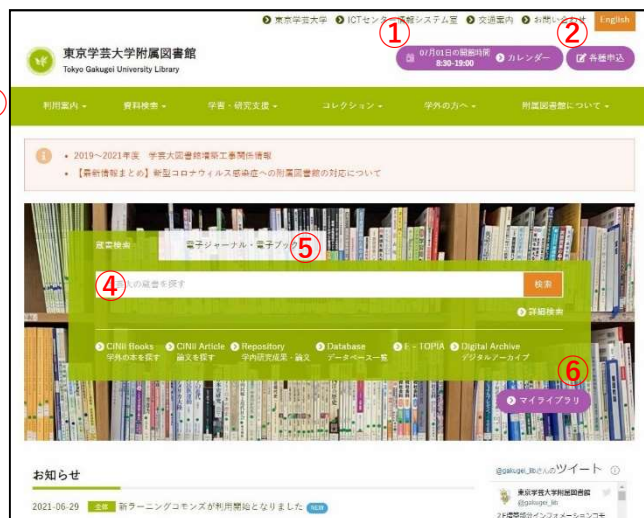 東京学芸大学 ICTセンター情報システム室 交通案内 お問い合わせ English
① ②
東京学芸大学附属図書館
Tokyo Gakugei University Library
07月01日の開館時間
8:30-19:00
カレンダー
各種申込
利用案内 資料検索 学習・研究支援 コレクション 学外の方へ 附属図書館について
2019~2021年度 学芸大図書館増築工事関係情報
【最新情報まとめ】新型コロナウィルス感染症への附属図書館の対応について
蔵書検索 電子ジャーナル・電子ブック ⑤
④ 大の蔵書を探す 検索
詳細検索
CiNii Books CiNii Article Repository Database E-TOPIA Digital Archive
学外の本を探す 論文を探す 学内研究成果・論文 データベース一覧 デジタルアーカイブ
⑥
マイライブラリ
お知らせ
@gakugei_libさんのツイート
2021-06-29 全体 新ラーニングコモンズが利用開始となりました NEW
東京学芸大学附属図書館
@gakugei_lib